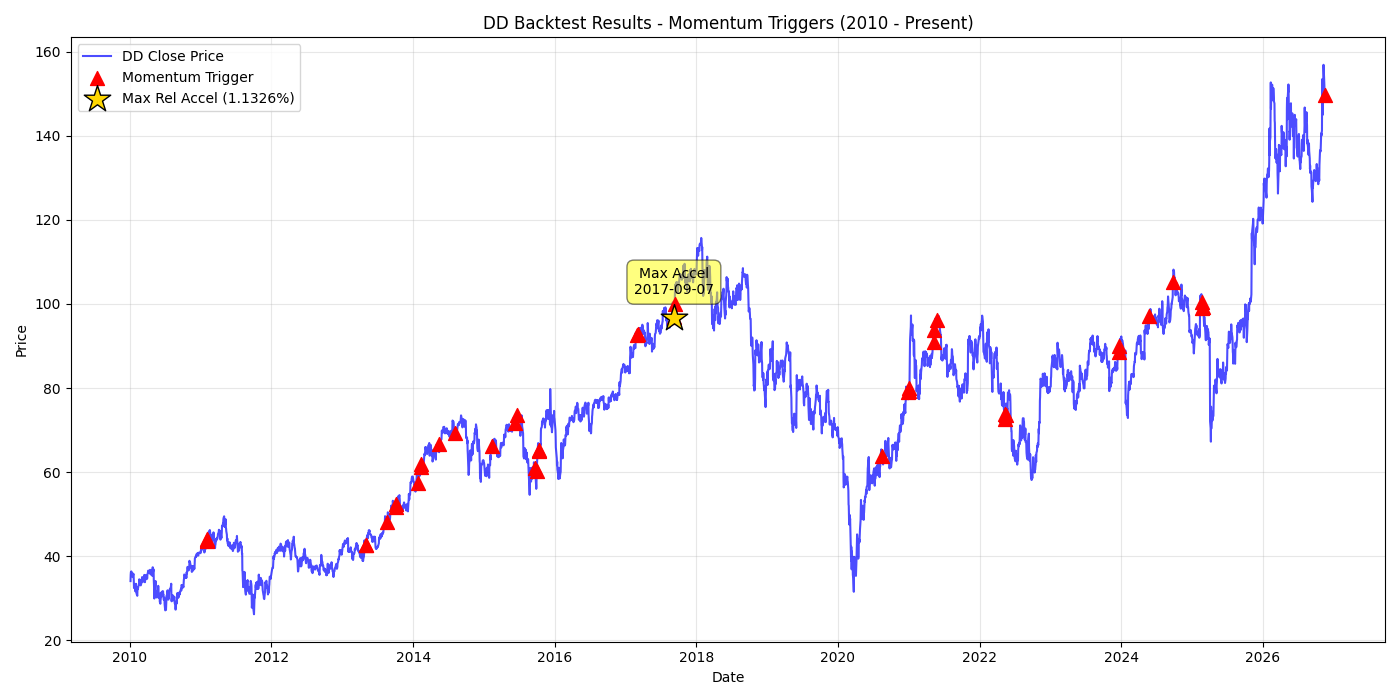 DD Backtest Results - Momentum Triggers (2010 - Present)
DD Close Price
Momentum Trigger
Max Rel Accel (1.1326%)
Max Accel
2017-09-07
Price
160
140
120
100
80
60
40
20
2010
2012
2014
2016
2018
2020
2022
2024
2026
Date